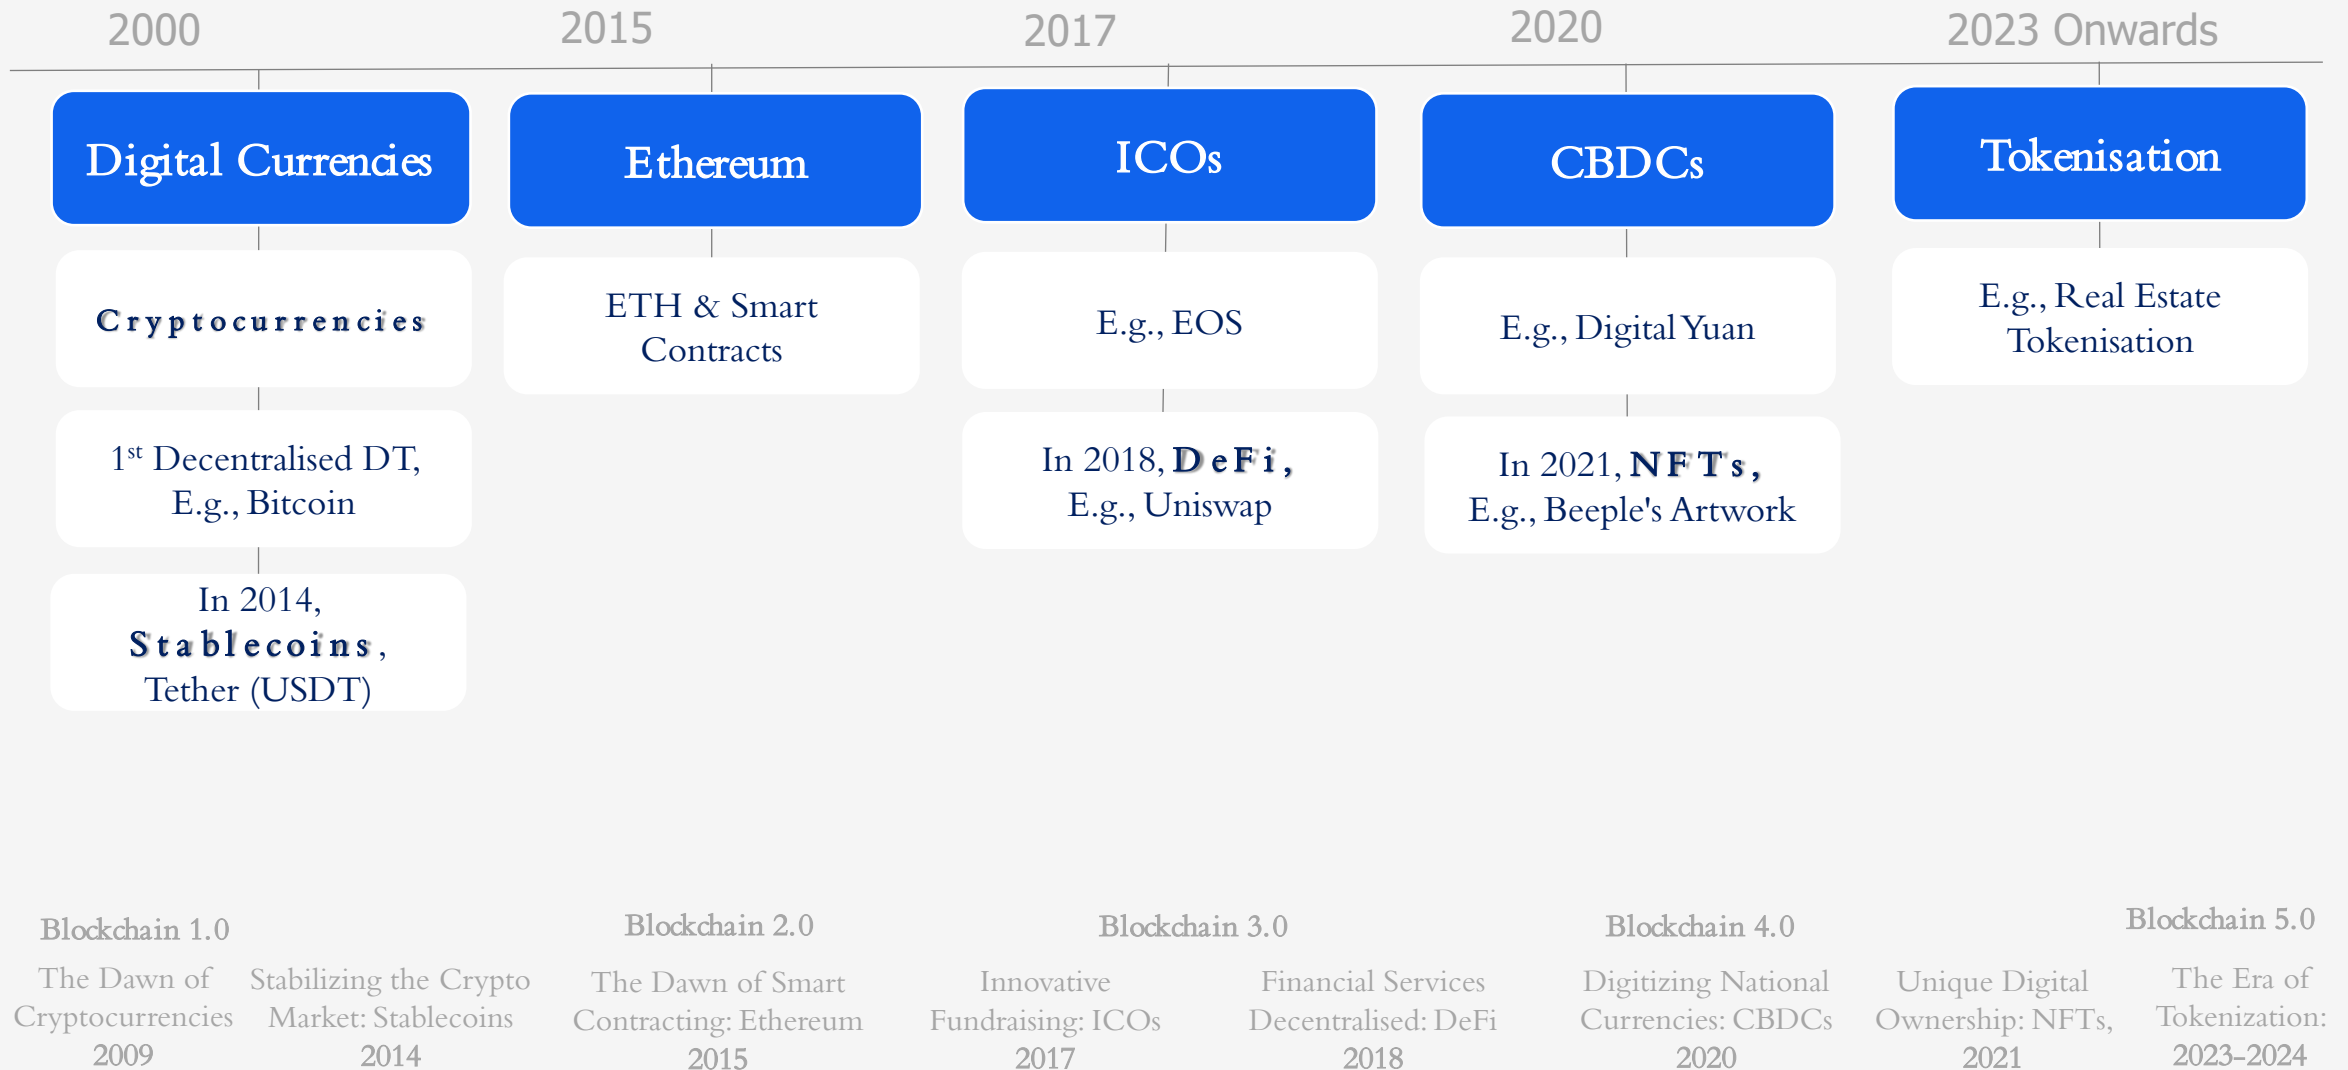 2000
2015
2017
2020
2023 Onwards
Digital Currencies
Ethereum
ICOs
CBDCs
Tokenisation
Cryptocurrencies
ETH & Smart
Contracts
E.g., EOS
E.g., Digital Yuan
E.g., Real Estate
Tokenisation
1st Decentralised DT,
E.g., Bitcoin
In 2018, DeFi,
E.g., Uniswap
In 2021, NFTs,
E.g., Beeple's Artwork
In 2014,
Stablecoins,
Tether (USDT)
Blockchain 1.0
Blockchain 2.0
Blockchain 3.0
Blockchain 4.0
Blockchain 5.0
The Dawn of
Cryptocurrencies
2009
Stabilizing the Crypto
Market: Stablecoins
2014
The Dawn of Smart
Contracting: Ethereum
2015
Innovative
Fundraising: ICOs
2017
Financial Services
Decentralised: DeFi
2018
Digitizing National
Currencies: CBDCs
2020
Unique Digital
Ownership: NFTs,
2021
The Era of
Tokenization:
2023-2024